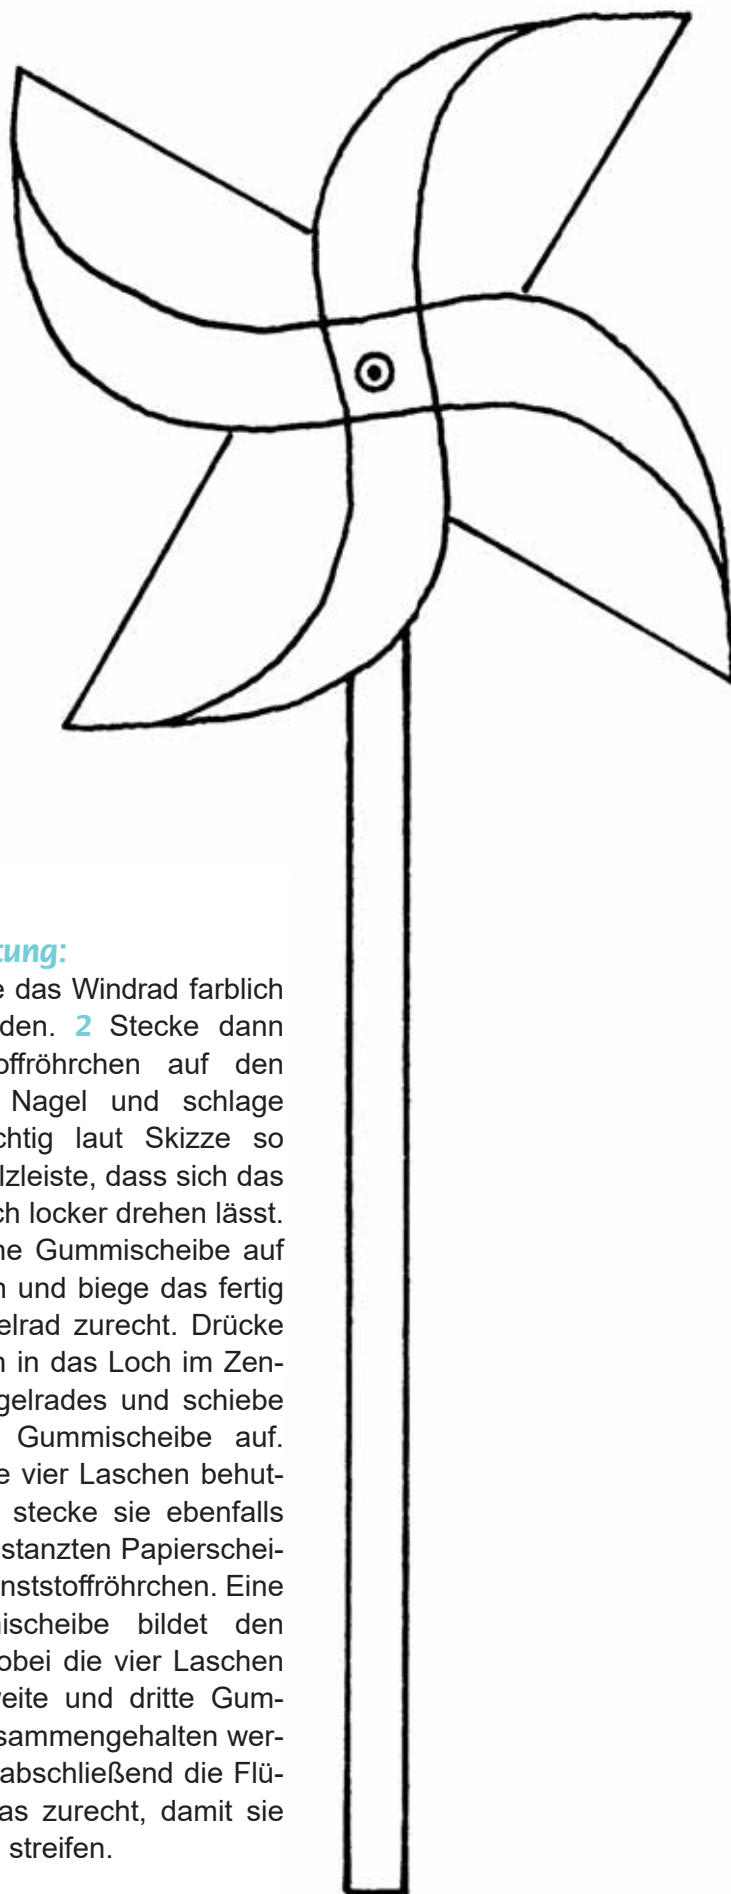 tung:
e das Windrad farblich
den. 2 Stecke dann
offröhrchen auf den
Nagel und schlage
chtig laut Skizze so
lzleiste, dass sich das
ch locker drehen lässt.
ne Gummischeibe auf
n und biege das fertig
elrad zurecht. Drücke
n in das Loch im Zen-
gelrades und schiebe
Gummischeibe auf.
e vier Laschen behut-
stecke sie ebenfalls
stanzten Papierschei-
nststoffröhrchen. Eine
ischeibe bildet den
obei die vier Laschen
eite und dritte Gum-
sammengehalten wer-
abschließend die Flü-
as zurecht, damit sie
streifen.